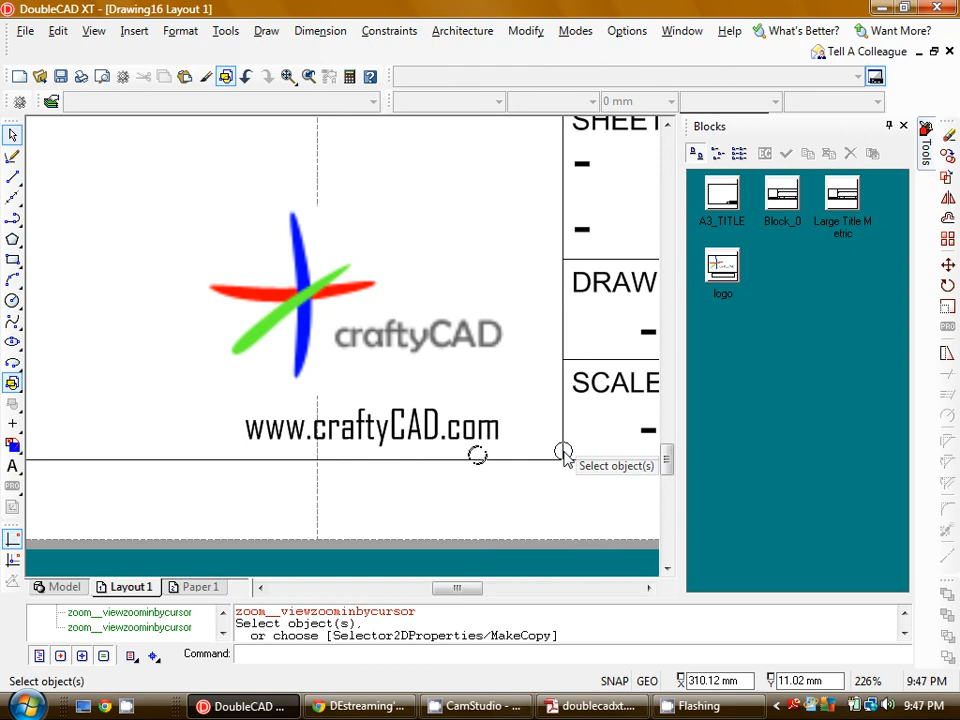 DoubleCAD XT - [Drawing16 Layout 1]
File Edit View Insert Format Tools Draw Dimension Constraints Architecture Modify Modes Options Window Help What's Better? Want More?
Tell A Colleague
0 mm
Blocks
Tools
A3_TITLE Block_0 Large Title M
etric
logo
PRO
SHEET
-
-
DRAW
-
SCALE
-
craftyCAD
www.craftyCAD.com
Select object(s)
PRO
Model Layout 1 Paper 1
zoom__viewzoominbycursor
zoom__viewzoominbycursor
zoom__viewzoominbycursor
Select object(s),
or choose [Selector2DProperties/MakeCopy]
Command:
Select object(s)
SNAP GEO X 310.12 mm Y 11.02 mm 226% 9:47 PM
DoubleCAD ... DEstreaming'... CamStudio - ... doublecadxt.... Flashing 9:47 PM